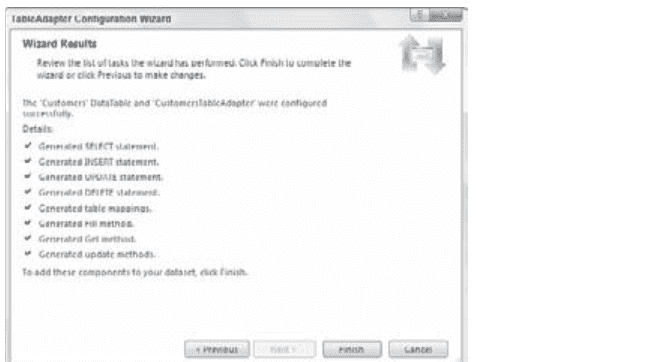 TableAdapter Configuration Wizard
Wizard Results
Review the list of tasks the wizard has performed. Click Finish to complete the
wizard or click Previous to make changes.
The 'Customers' DataTable and 'CustomersTableAdapter' were configured
successfully.
Details:
Generated SELECT statement.
Generated INSERT statement.
Generated UPDATE statement.
Generated DELETE statement.
Generated table mappings.
Generated Fill method.
Generated Get method.
Generated update methods.
To add these components to your dataset, click Finish.
< Previous Next > Finish Cancel